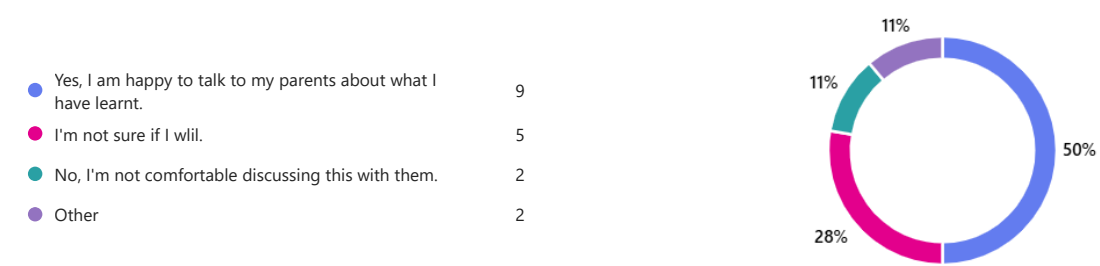 Yes, I am happy to talk to my parents about what I
have learnt.
9
I'm not sure if I wlil.
5
No, I'm not comfortable discussing this with them.
2
Other
2
11%
11%
50%
28%